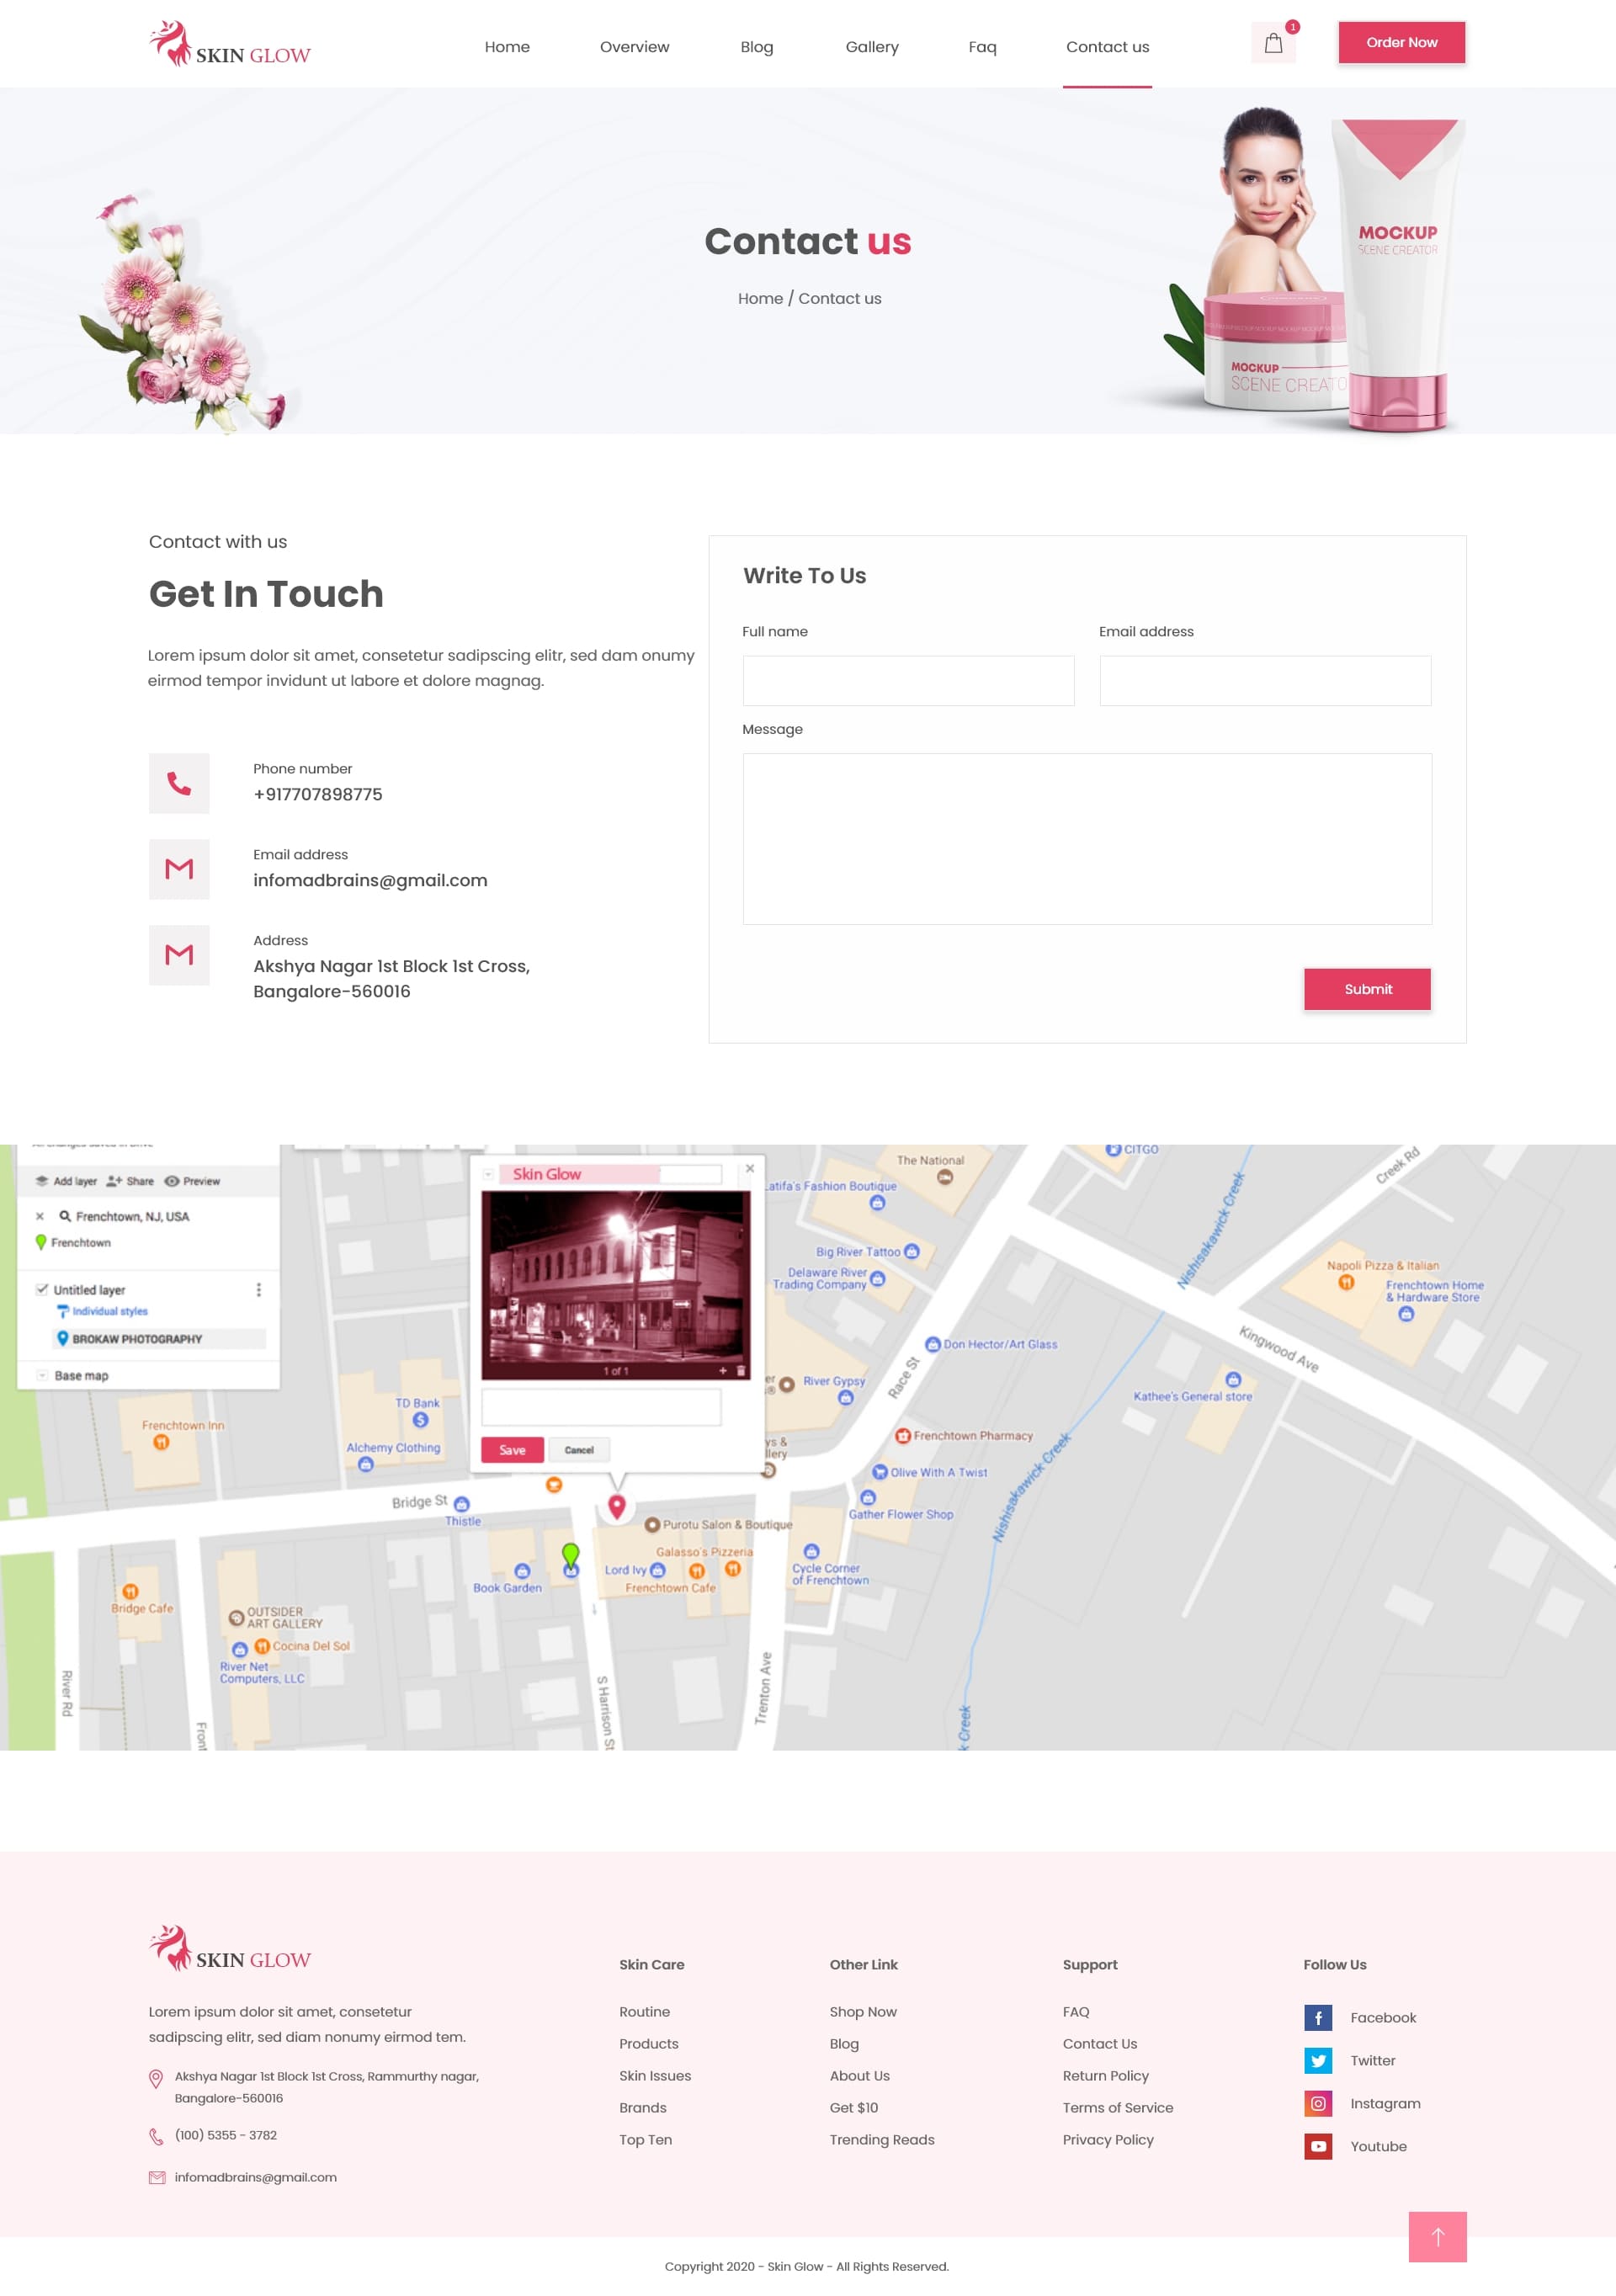 SKIN GLOW
Home
Overview
Blog
Gallery
Faq
Contact us
1
Order Now
Contact us
Home / Contact us
MOCKUP
SCENE CREATOR
MOCKUP
SCENE CREATO
Contact with us
Get In Touch
Lorem ipsum dolor sit amet, consetetur sadipscing elitr, sed dam onumy
eirmod tempor invidunt ut labore et dolore magnag.
Phone number
+917707898775
Email address
infomadbrains@gmail.com
Address
Akshya Nagar 1st Block 1st Cross,
Bangalore-560016
Write To Us
Full name
Email address
Message
Submit
Add layer
Share
Preview
Frenchtown, NJ, USA
Frenchtown
Untitled layer
Individual styles
BROKAW PHOTOGRAPHY
Base map
Skin Glow
1 of 1
Save
Cancel
The National
CITGO
Creek Rd
Latifa's Fashion Boutique
Nishisakawick Creek
Big River Tattoo
Delaware River
Trading Company
Napoli Pizza & Italian
Frenchtown Home
& Hardware Store
Don Hector/Art Glass
Kingwood Ave
Race St
River Gypsy
Kathee's General store
TD Bank
Frenchtown Inn
Alchemy Clothing
Frenchtown Pharmacy
Nishisakawick Creek
Olive With A Twist
Bridge St
Thistle
Gather Flower Shop
Purotu Salon & Boutique
Galasso's Pizzeria
Lord Ivy
Cycle Corner
of Frenchtown
Book Garden
Frenchtown Cafe
Bridge Cafe
OUTSIDER
ART GALLERY
Cocina Del Sol
River Net
Computers, LLC
River Rd
Front
S Harrison St
Trenton Ave
k Creek
SKIN GLOW
Lorem ipsum dolor sit amet, consetetur
sadipscing elitr, sed diam nonumy eirmod tem.
Akshya Nagar 1st Block 1st Cross, Rammurthy nagar,
Bangalore-560016
(100) 5355 - 3782
infomadbrains@gmail.com
Skin Care
Routine
Products
Skin Issues
Brands
Top Ten
Other Link
Shop Now
Blog
About Us
Get $10
Trending Reads
Support
FAQ
Contact Us
Return Policy
Terms of Service
Privacy Policy
Follow Us
Facebook
Twitter
Instagram
Youtube
Copyright 2020 - Skin Glow - All Rights Reserved.